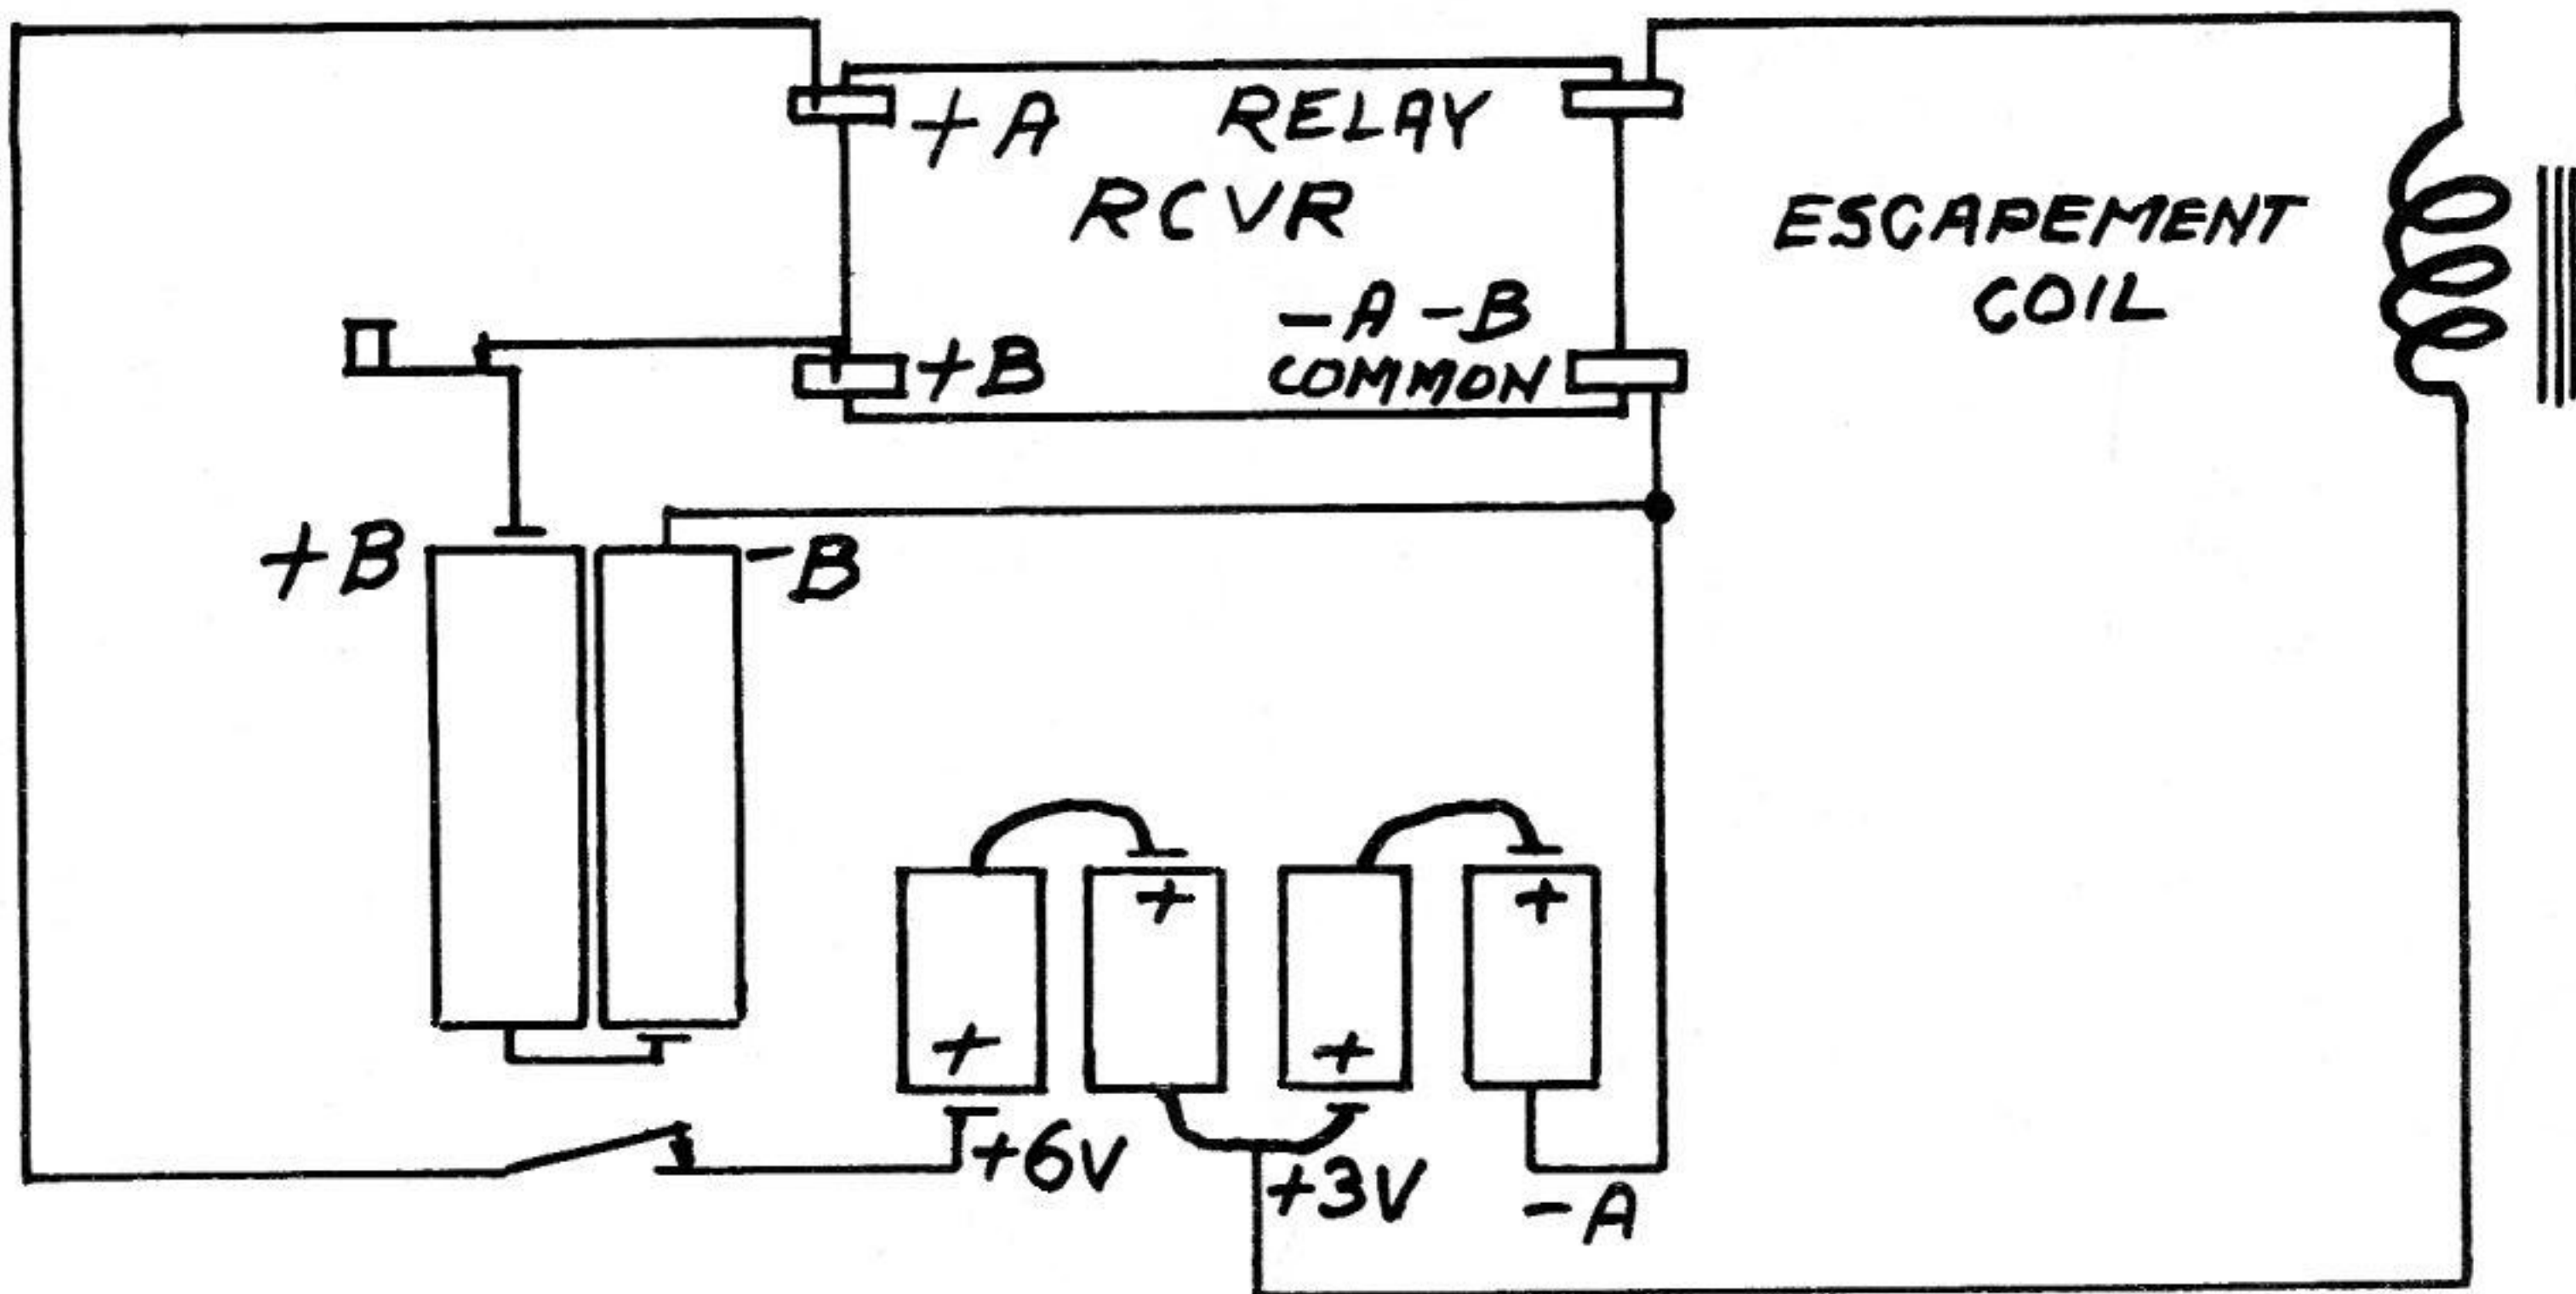 +A RELAY
RCVR
ESCAPEMENT
COIL
-A -B
COMMON
+B
+B
-B
+ +
+ +
+6V
+3V
-A